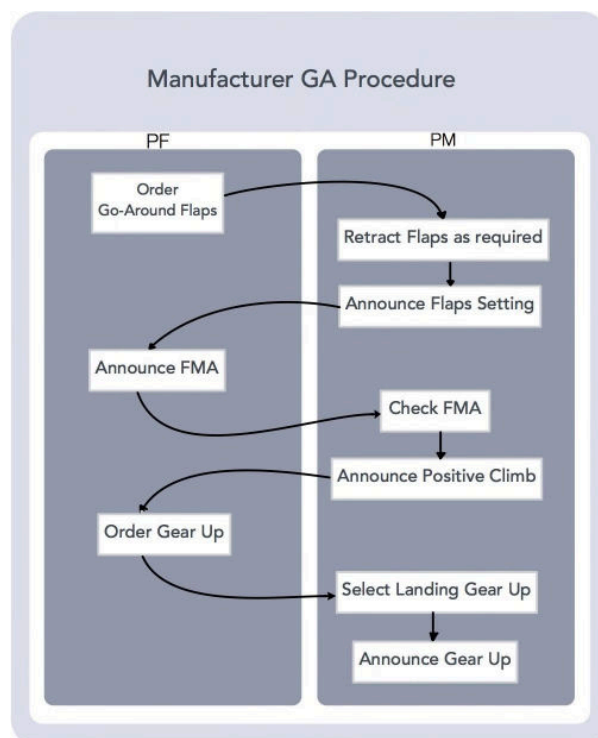 Manufacturer GA Procedure
PF
PM
Order
Go-Around Flaps
Retract Flaps as required
Announce Flaps Setting
Announce FMA
Check FMA
Announce Positive Climb
Order Gear Up
Select Landing Gear Up
Announce Gear Up